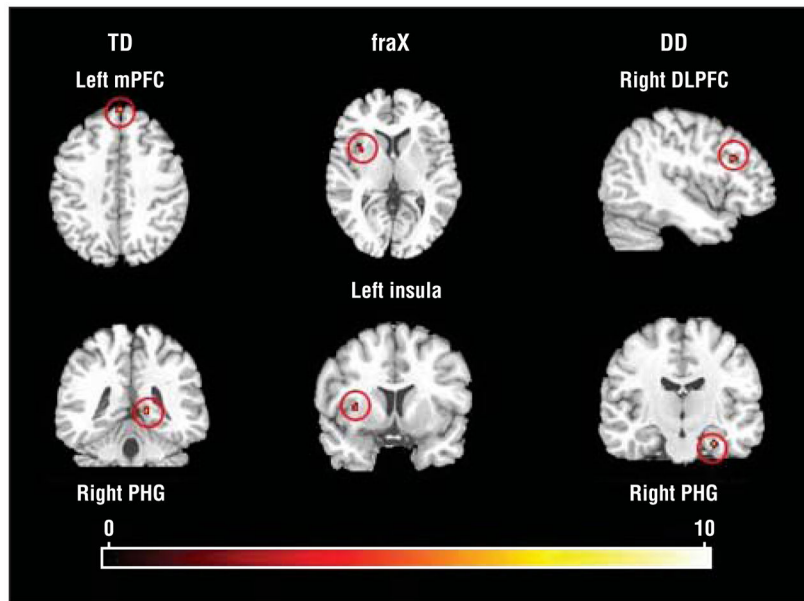 TD fraX DD
Left mPFC Right DLPFC
Left insula
Right PHG Right PHG
0 10